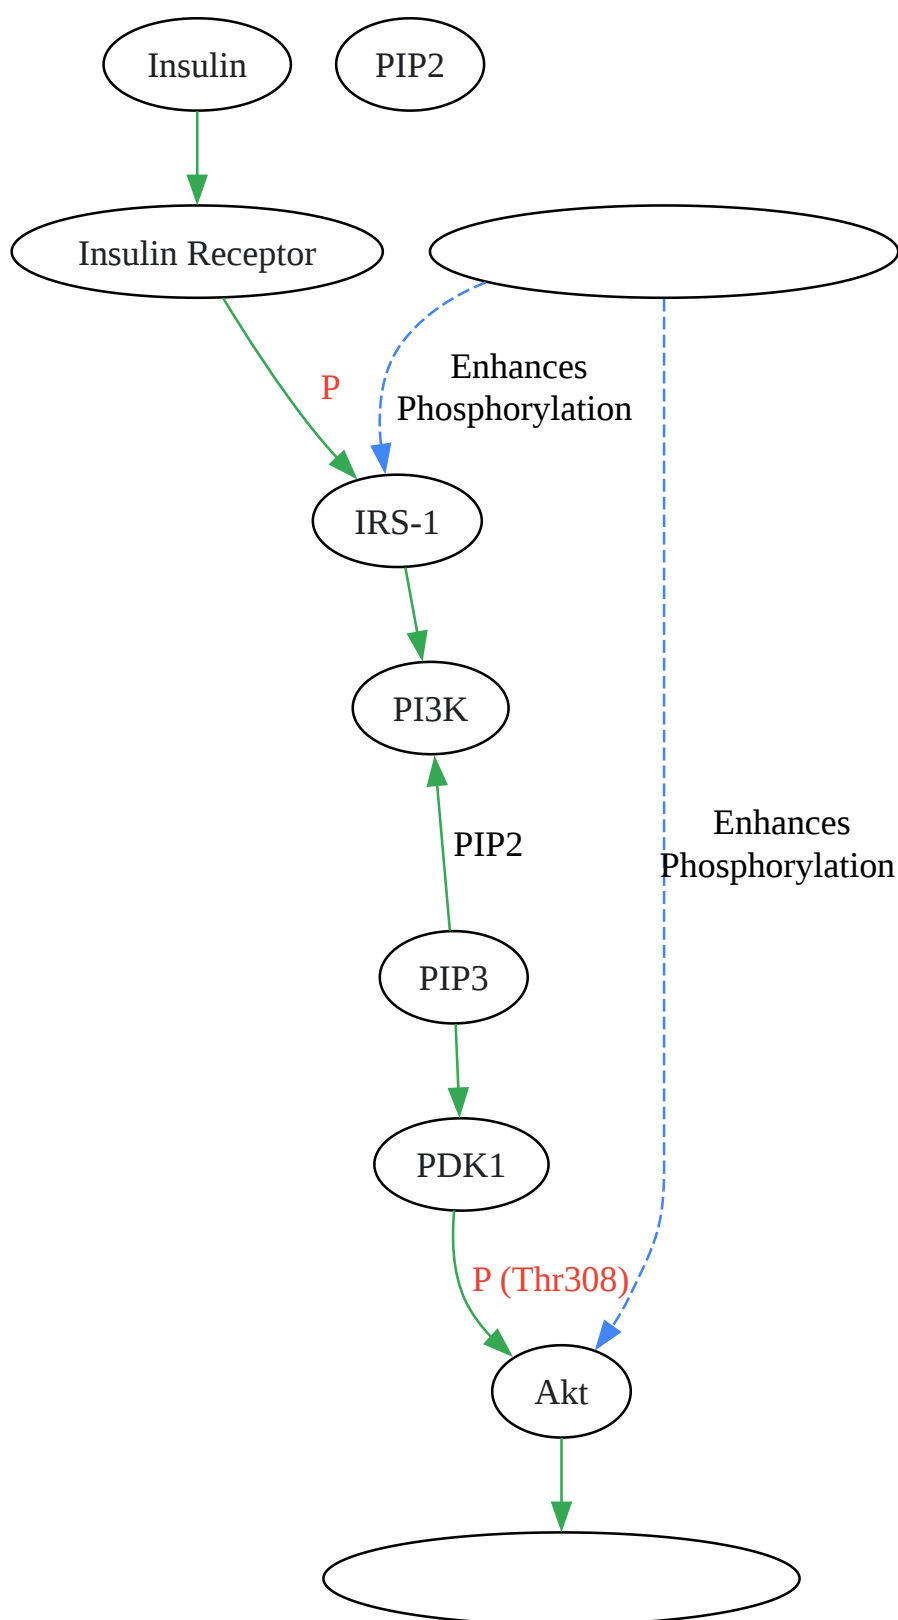 Insulin
PIP2
Insulin Receptor
P
Enhances
Phosphorylation
IRS-1
PI3K
PIP2
Enhances
Phosphorylation
PIP3
PDK1
P (Thr308)
Akt